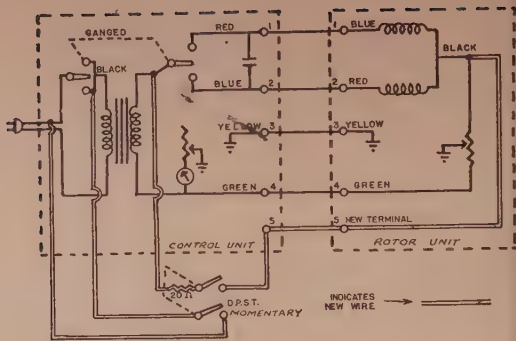 GANGED
BLACK
RED
1
BLUE
2
YELLOW
3
GREEN
4
5
CONTROL UNIT
1
BLUE
BLACK
2
RED
3
YELLOW
4
GREEN
5
NEW TERMINAL
ROTOR UNIT
20 Ω
D.P.S.T.
MOMENTARY
INDICATES
NEW WIRE